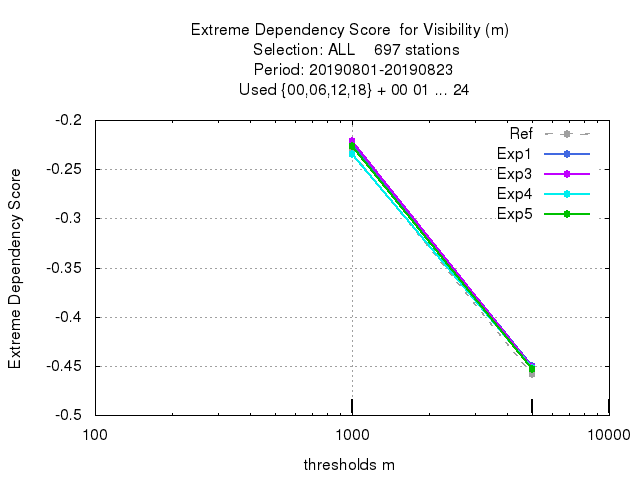 Extreme Dependency Score  for Visibility (m)
Selection: ALL    697 stations
Period: 20190801-20190823
Used {00,06,12,18} + 00 01 ... 24
Extreme Dependency Score
-0.2
-0.25
-0.3
-0.35
-0.4
-0.45
-0.5
Ref
Exp1
Exp3
Exp4
Exp5
100
1000
10000
thresholds m